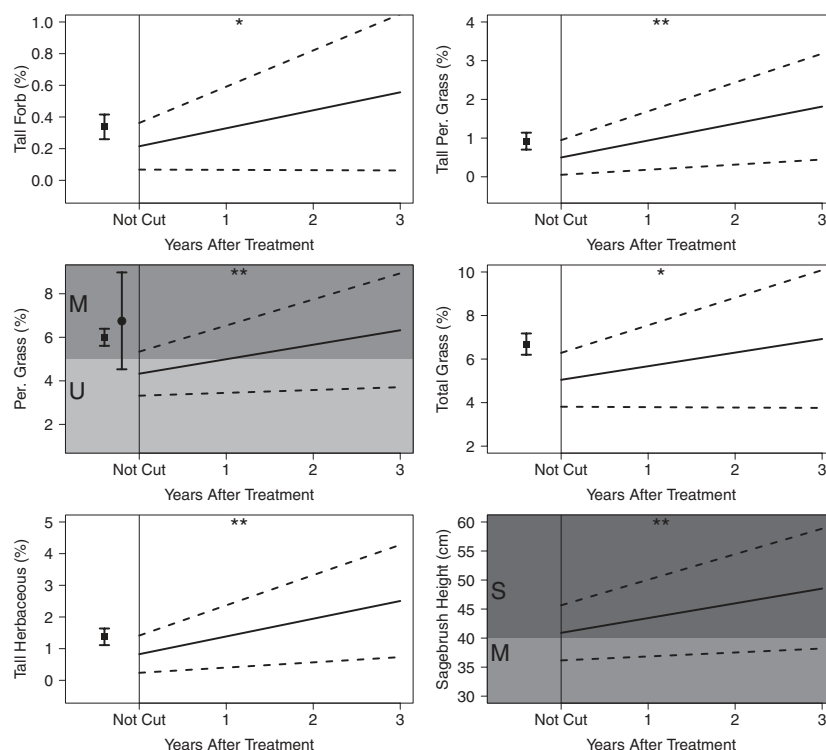 *
Tall Forb (%)
1.0
0.8
0.6
0.4
0.2
0.0
Not Cut 1 2 3
Years After Treatment
**
Tall Per. Grass (%)
4
3
2
1
0
Not Cut 1 2 3
Years After Treatment
**
Per. Grass (%)
8
6
4
2
M
U
Not Cut 1 2 3
Years After Treatment
*
Total Grass (%)
10
8
6
4
2
Not Cut 1 2 3
Years After Treatment
**
Tall Herbaceous (%)
5
4
3
2
1
0
Not Cut 1 2 3
Years After Treatment
**
Sagebrush Height (cm)
60
55
50
45
40
35
30
S
M
Not Cut 1 2 3
Years After Treatment